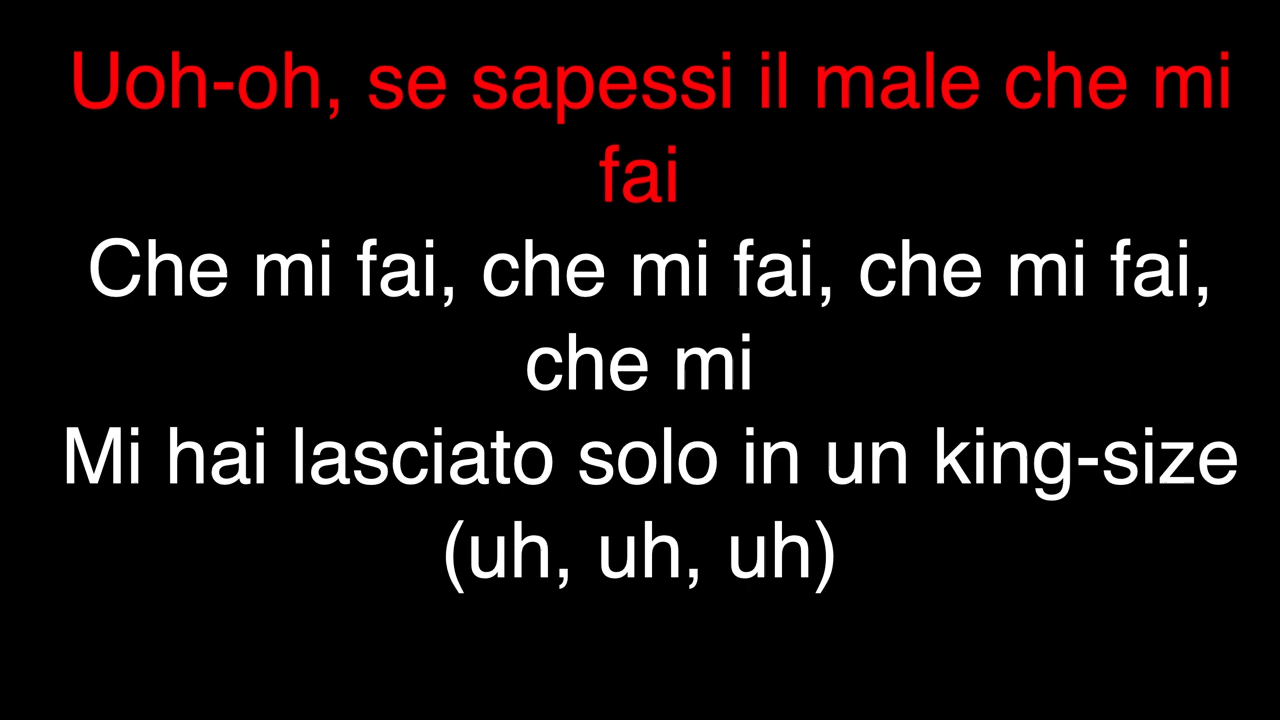 Uoh-oh, se sapessi il male che mi
fai
Che mi fai, che mi fai, che mi fai,
che mi
Mi hai lasciato solo in un king-size
(uh, uh, uh)